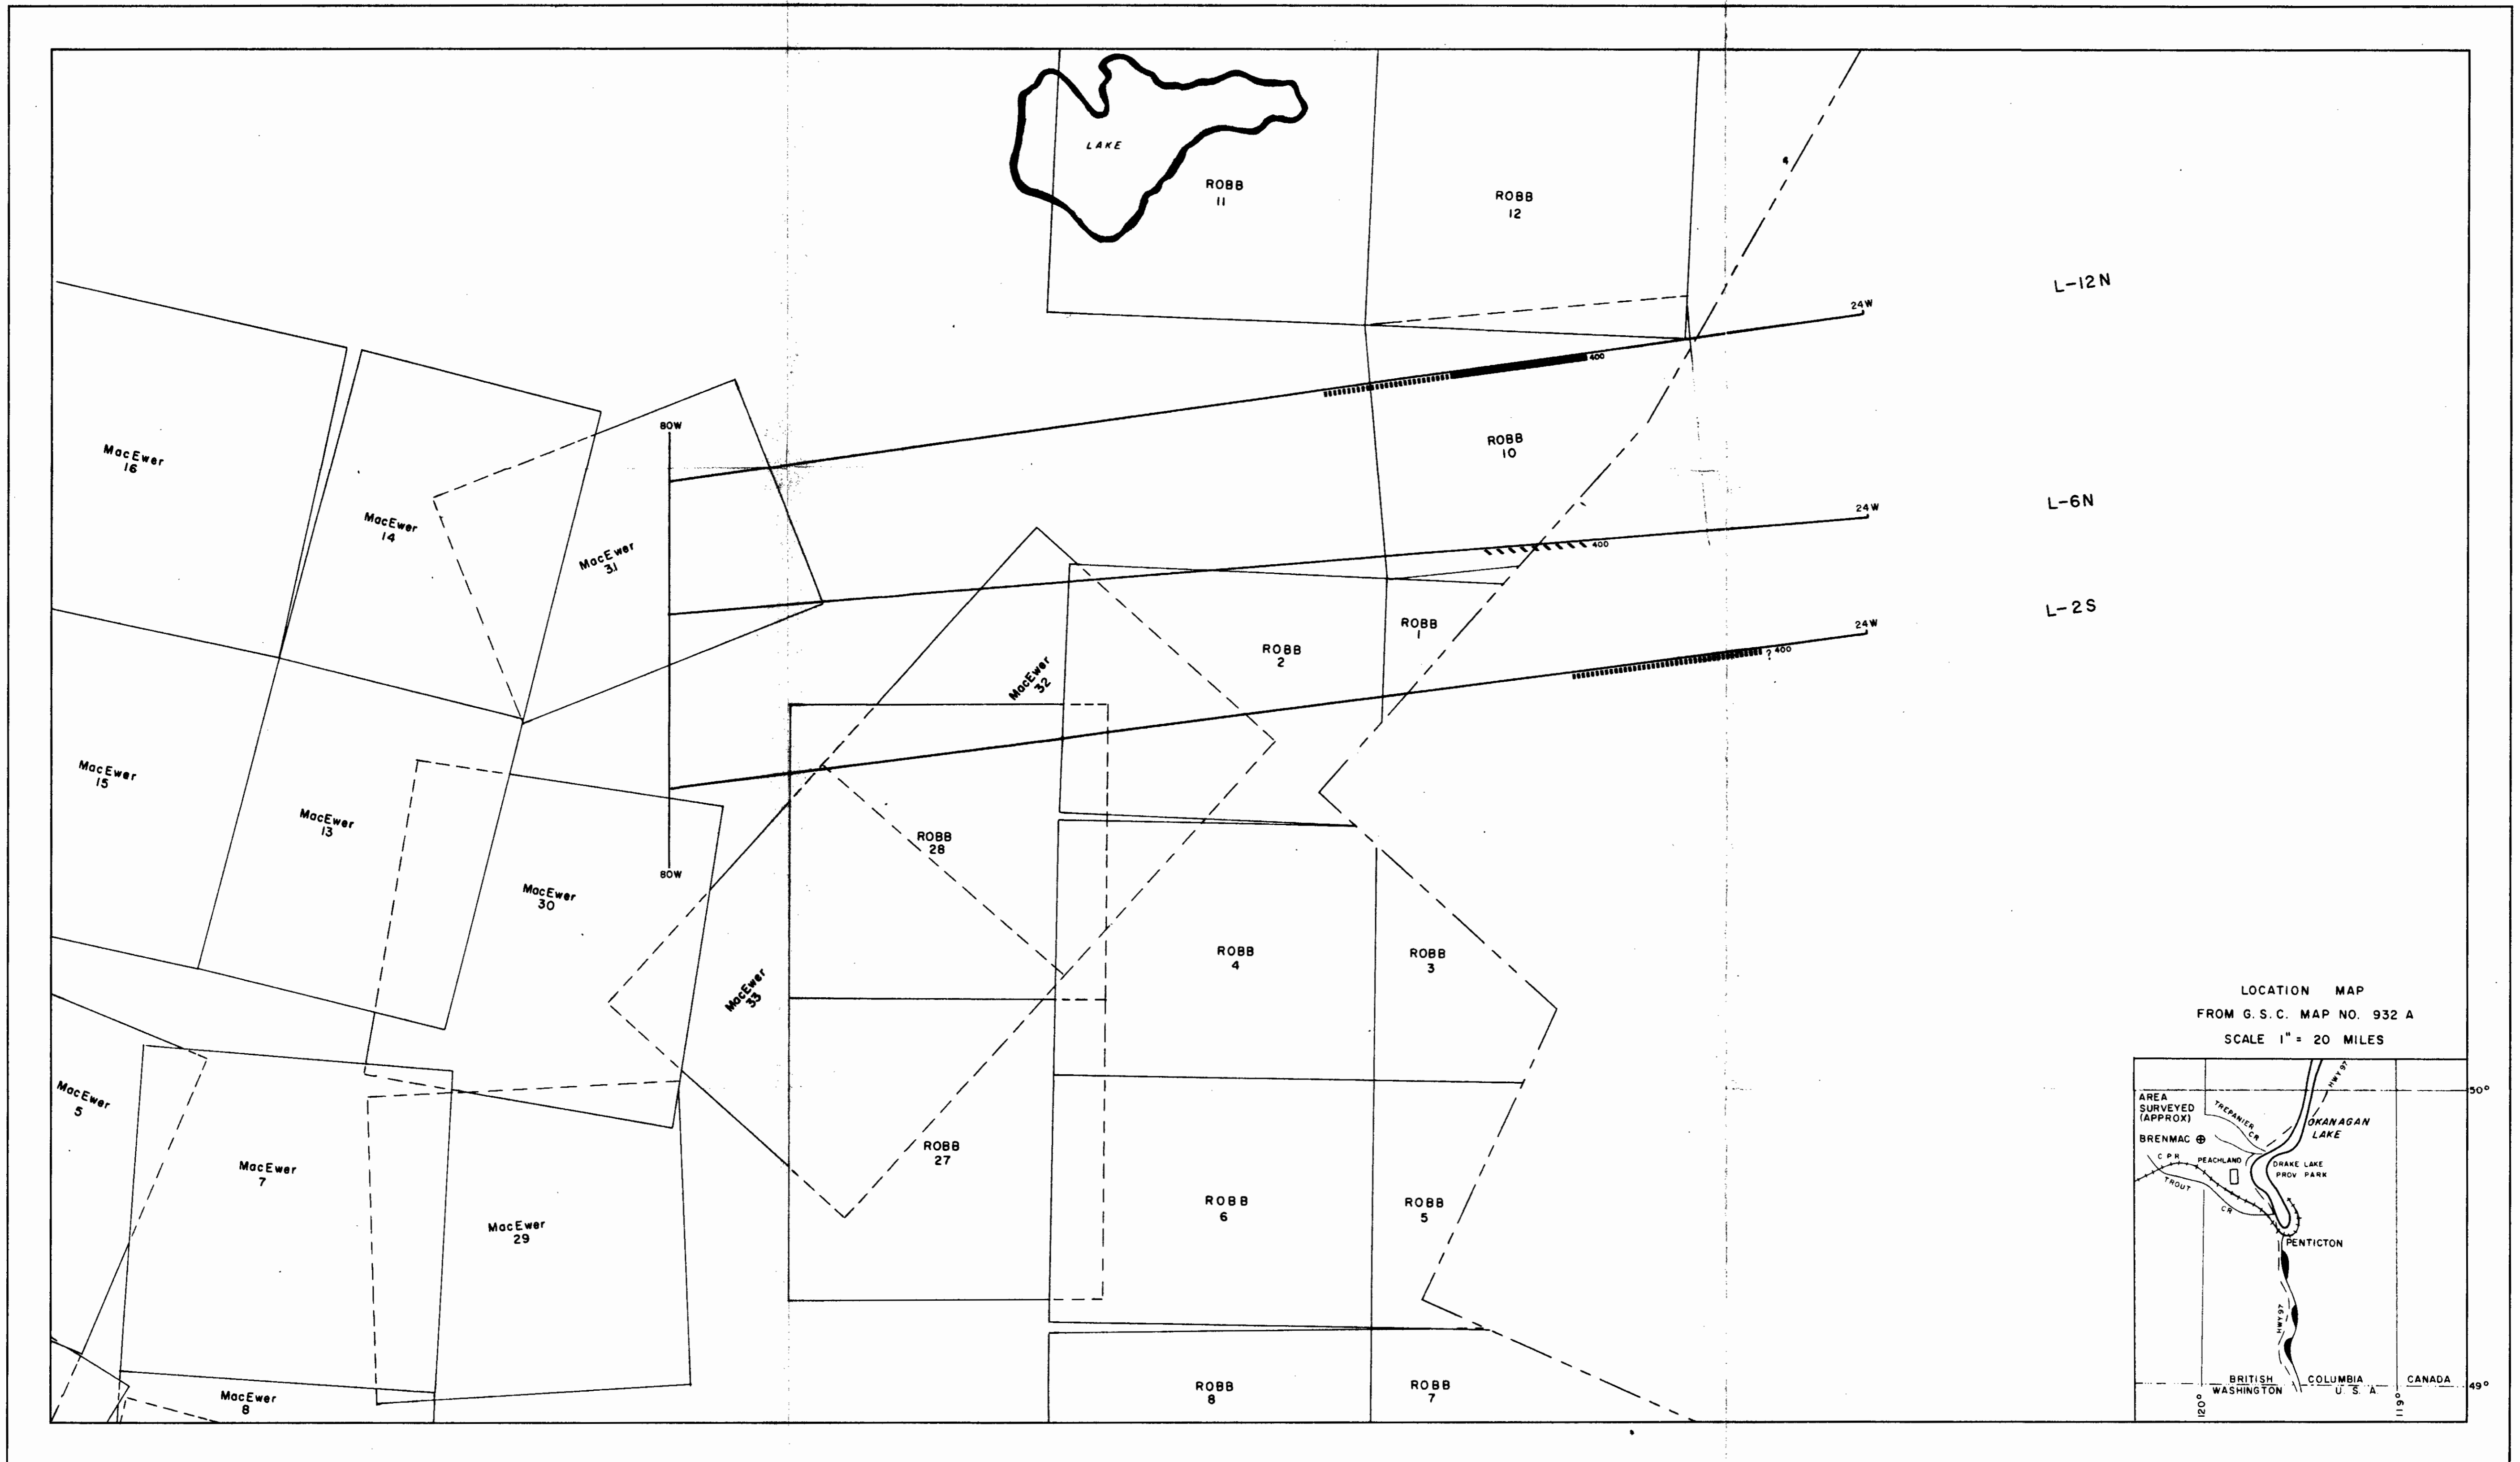 LAKE
ROBB
11
ROBB
12
4
L-12N
24W
400
80W
ROBB
10
MacEwer
16
MacEwer
14
MacEwer
31
L-6N
24W
400
L-2S
24W
? 400
ROBB
1
ROBB
2
MacEwer
32
MacEwer
15
MacEwer
13
ROBB
28
80W
MacEwer
30
ROBB
4
ROBB
3
MacEwer
33
MacEwer
5
MacEwer
7
ROBB
27
MacEwer
29
ROBB
6
ROBB
5
MacEwer
8
ROBB
8
ROBB
7
LOCATION MAP
FROM G.S.C. MAP NO. 932 A
SCALE 1" = 20 MILES
HWY 97
50°
AREA
SURVEYED
(APPROX)
TREPANIER
CR
OKANAGAN
LAKE
BRENMAC
C P R
PEACHLAND
DRAKE LAKE
PROV PARK
TROUT
CR
PENTICTON
HWY 97
BRITISH COLUMBIA CANADA
WASHINGTON U. S. A.
49°
120°
119°